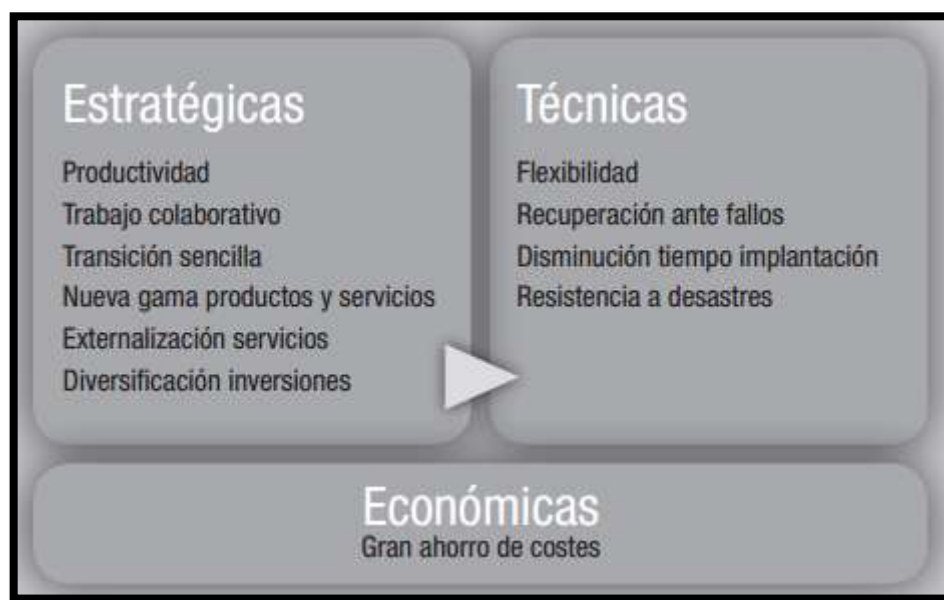 Estratégicas
Productividad
Trabajo colaborativo
Transición sencilla
Nueva gama productos y servicios
Externalización servicios
Diversificación inversiones
Técnicas
Flexibilidad
Recuperación ante fallos
Disminución tiempo implantación
Resistencia a desastres
Económicas
Gran ahorro de costes